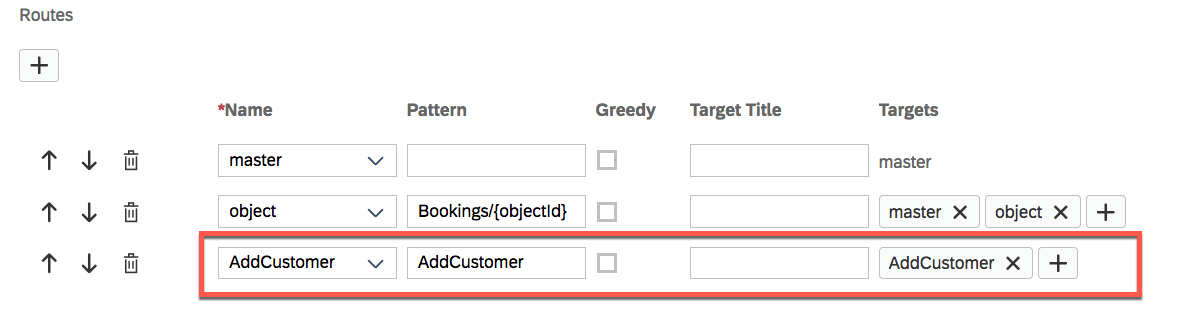 Routes
*Name Pattern Greedy Target Title Targets
master master
object Bookings/{objectId} master object
AddCustomer AddCustomer AddCustomer